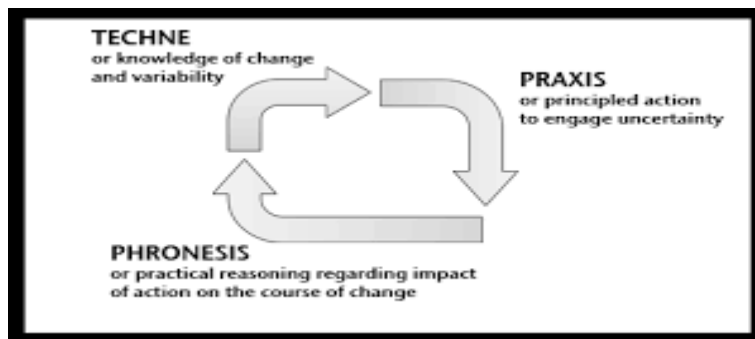 TECHNE
or knowledge of change
and variability
PRAXIS
or principled action
to engage uncertainty
PHRONESIS
or practical reasoning regarding impact
of action on the course of change